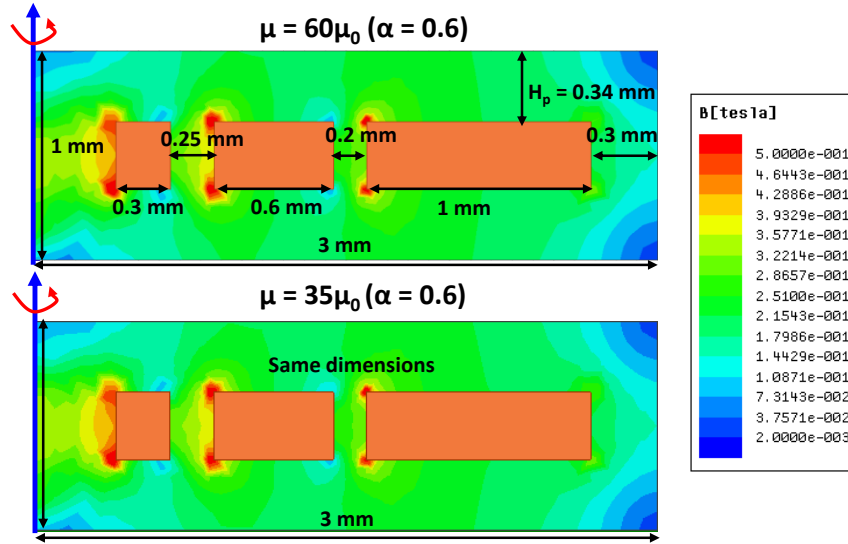 μ = 60μ₀ (α = 0.6)
Hₚ = 0.34 mm
1 mm
0.25 mm
0.2 mm
0.3 mm
0.3 mm
0.6 mm
1 mm
3 mm
μ = 35μ₀ (α = 0.6)
Same dimensions
3 mm
B[tesla]
5.0000e-001
4.6443e-001
4.2886e-001
3.9329e-001
3.5771e-001
3.2214e-001
2.8657e-001
2.5100e-001
2.1543e-001
1.7986e-001
1.4429e-001
1.0871e-001
7.3143e-002
3.7571e-002
2.0000e-003